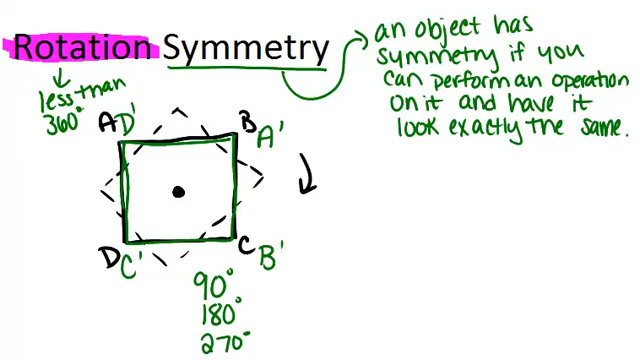 Rotation Symmetry
an object has
symmetry if you
can perform an operation
on it and have it
look exactly the same.
less than
360°
A D' B A'
D C' C B'
90°
180°
270°